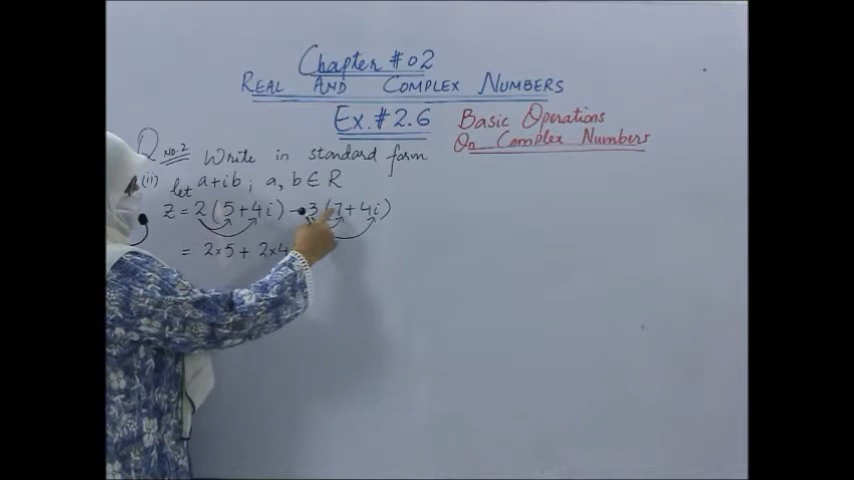 Chapter # 02
REAL AND COMPLEX NUMBERS
Ex.# 2.6
Basic Operations
On Complex Numbers
Q NO.2 Write in standard form
(ii) let a+ib ; a, b ∈ R
z = 2(5+4i) - 3(7+4i)
= 2×5 + 2×4